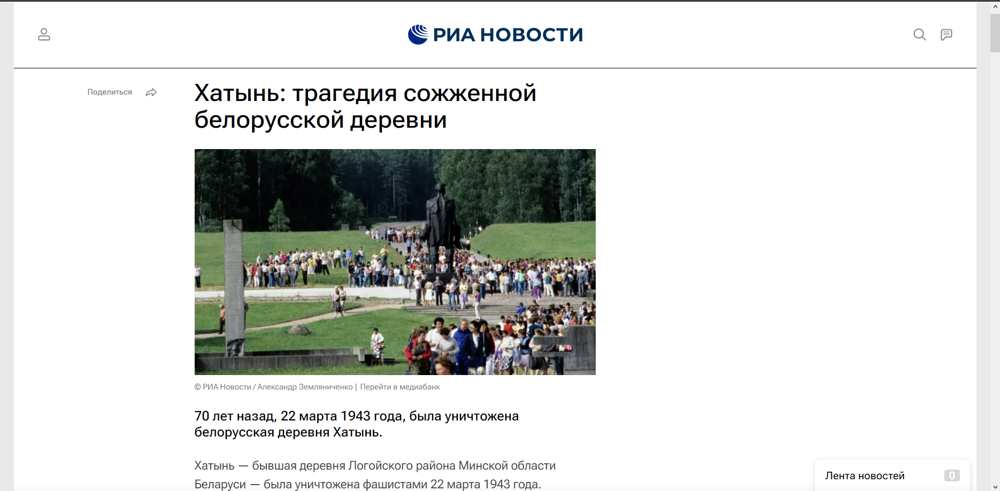 РИА НОВОСТИ
Поделиться
Хатынь: трагедия сожженной
белорусской деревни
© РИА Новости / Александр Земляниченко | Перейти в медиабанк
70 лет назад, 22 марта 1943 года, была уничтожена
белорусская деревня Хатынь.
Хатынь — бывшая деревня Логойского района Минской области
Беларуси — была уничтожена фашистами 22 марта 1943 года.
Лента новостей 0